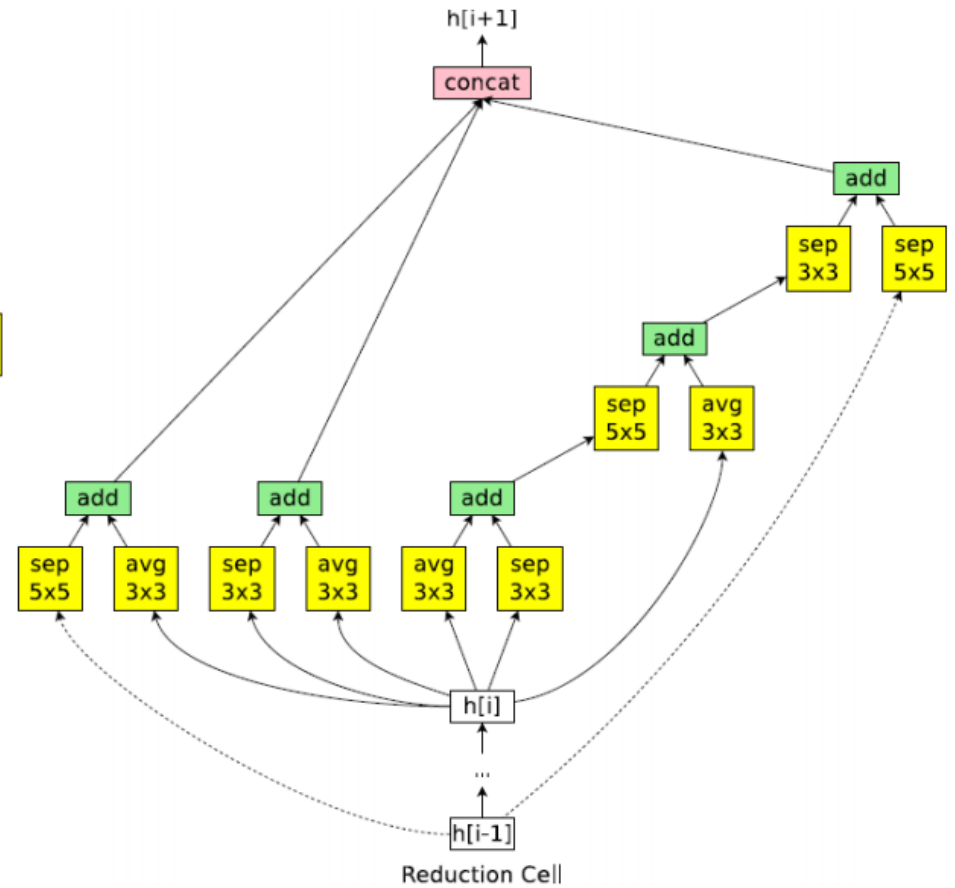 h[i+1]
concat
add
sep
3x3
sep
5x5
add
sep
5x5
avg
3x3
add
add
add
sep
5x5
avg
3x3
sep
3x3
avg
3x3
avg
3x3
sep
3x3
h[i]
...
h[i-1]
Reduction Cell